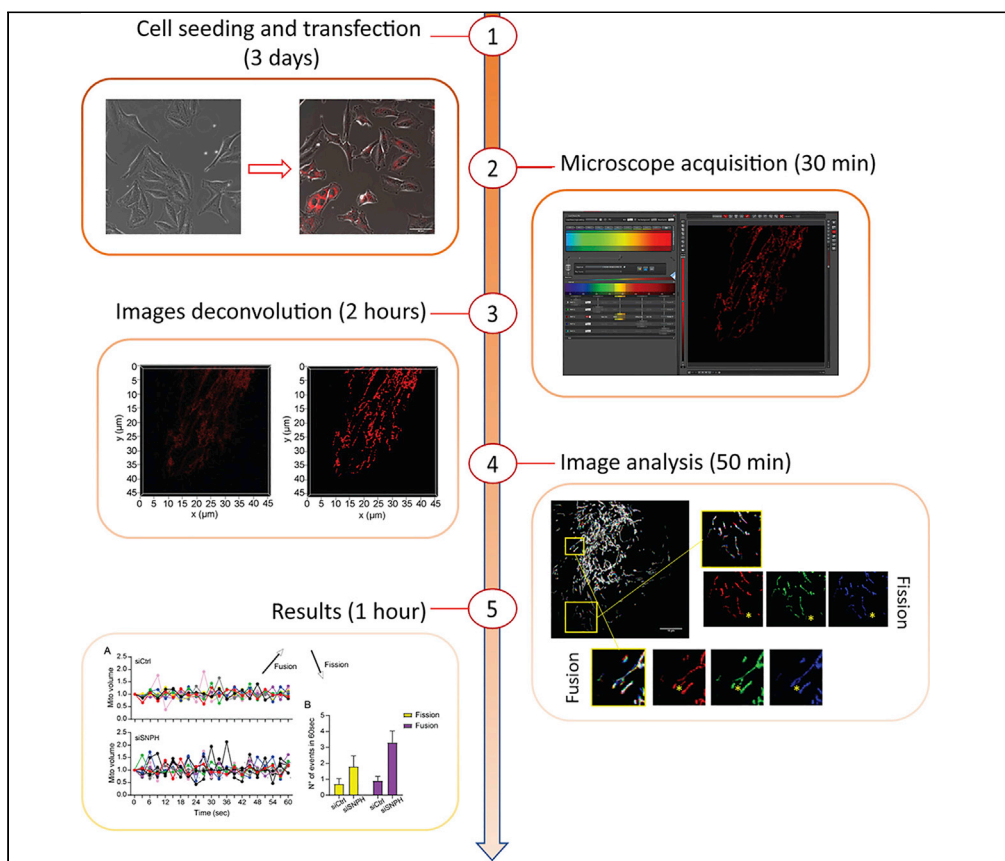 Cell seeding and transfection
(3 days)
1
2
Microscope acquisition (30 min)
Images deconvolution (2 hours)
3
0
5
10
15
20
25
30
35
40
45
y (µm)
0 5 10 15 20 25 30 35 40 45
x (µm)
0
5
10
15
20
25
30
35
40
45
y (µm)
0 5 10 15 20 25 30 35 40 45
x (µm)
4
Image analysis (50 min)
Fission
*
*
*
Fusion
*
*
*
Results (1 hour)
5
A
siCtrl
Fusion
Fission
Mito volume
2.5
2.0
1.5
1.0
0.5
0.0
siSNPH
Mito volume
2.5
2.0
1.5
1.0
0.5
0.0
0 6 12 18 24 30 36 42 48 54 60
Time (sec)
B
Fission
Fusion
N° of events in 60sec
5
4
3
2
1
0
siCtrl
siSNPH
siCtrl
siSNPH